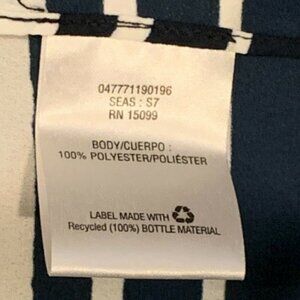 047771190196
SEAS : S7
RN 15099
BODY/CUERPO :
100% POLYESTER/POLIÉSTER
LABEL MADE WITH
Recycled (100%) BOTTLE MATERIAL